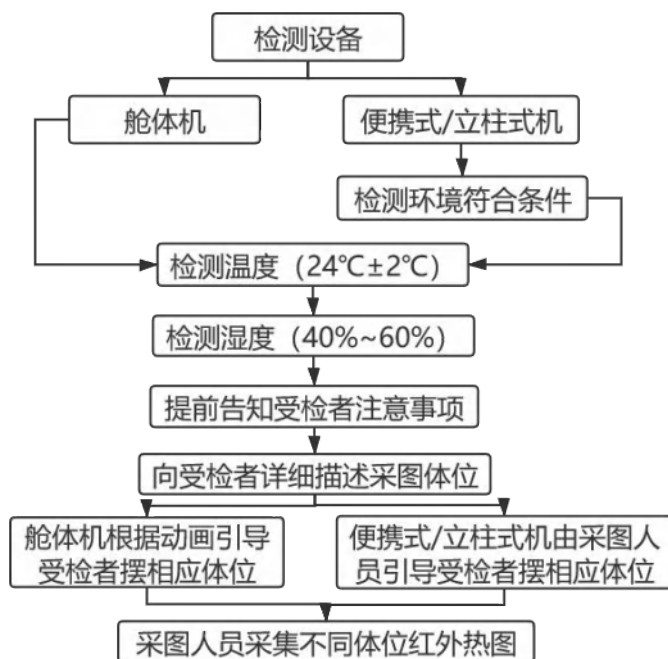 检测设备
舱体机
便携式/立柱式机
检测环境符合条件
检测温度（24℃±2℃）
检测湿度（40%~60%）
提前告知受检者注意事项
向受检者详细描述采图体位
舱体机根据动画引导
受检者摆相应体位
便携式/立柱式机由采图人
员引导受检者摆相应体位
采图人员采集不同体位红外热图